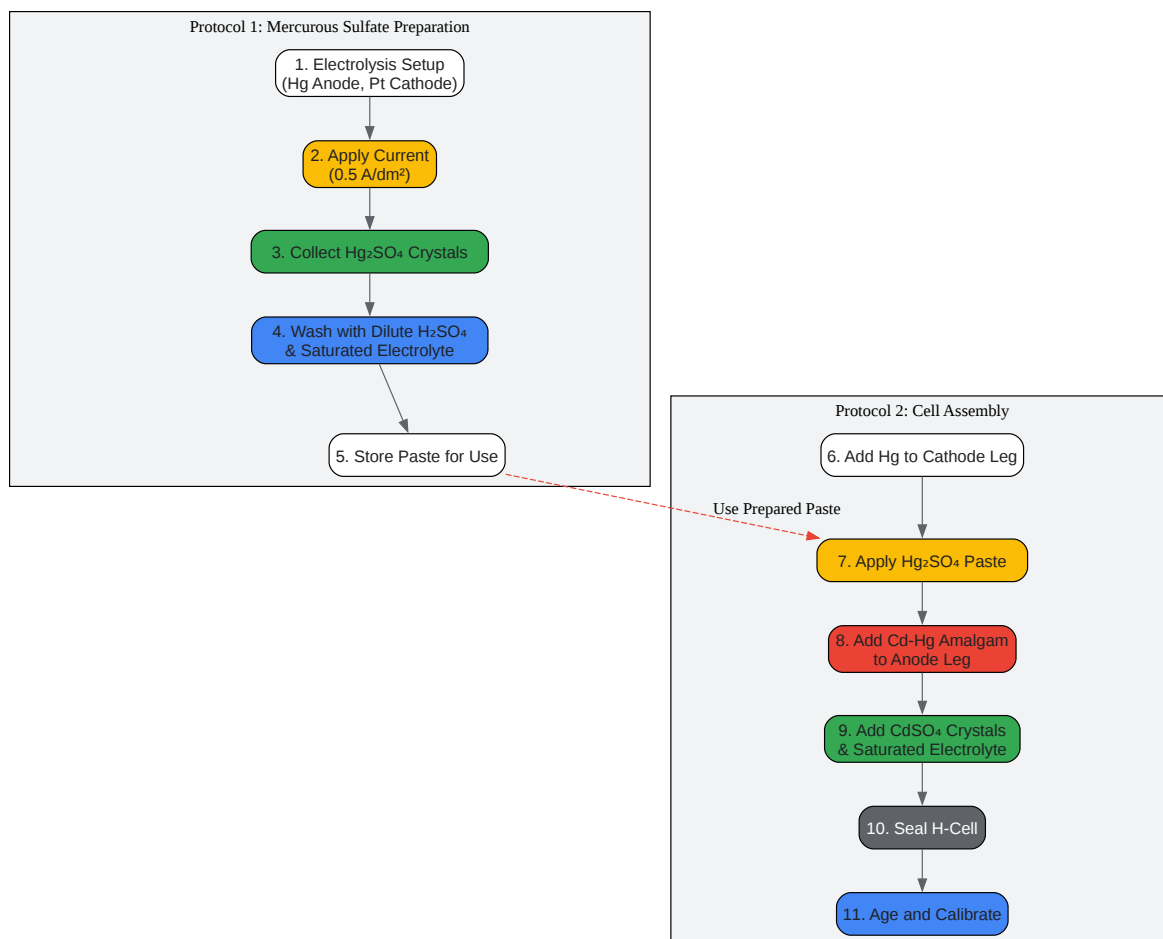 Protocol 1: Mercurous Sulfate Preparation
1. Electrolysis Setup
(Hg Anode, Pt Cathode)
2. Apply Current
(0.5 A/dm²)
3. Collect Hg₂SO₄ Crystals
4. Wash with Dilute H₂SO₄
& Saturated Electrolyte
5. Store Paste for Use
Use Prepared Paste
Protocol 2: Cell Assembly
6. Add Hg to Cathode Leg
7. Apply Hg₂SO₄ Paste
8. Add Cd-Hg Amalgam
to Anode Leg
9. Add CdSO₄ Crystals
& Saturated Electrolyte
10. Seal H-Cell
11. Age and Calibrate